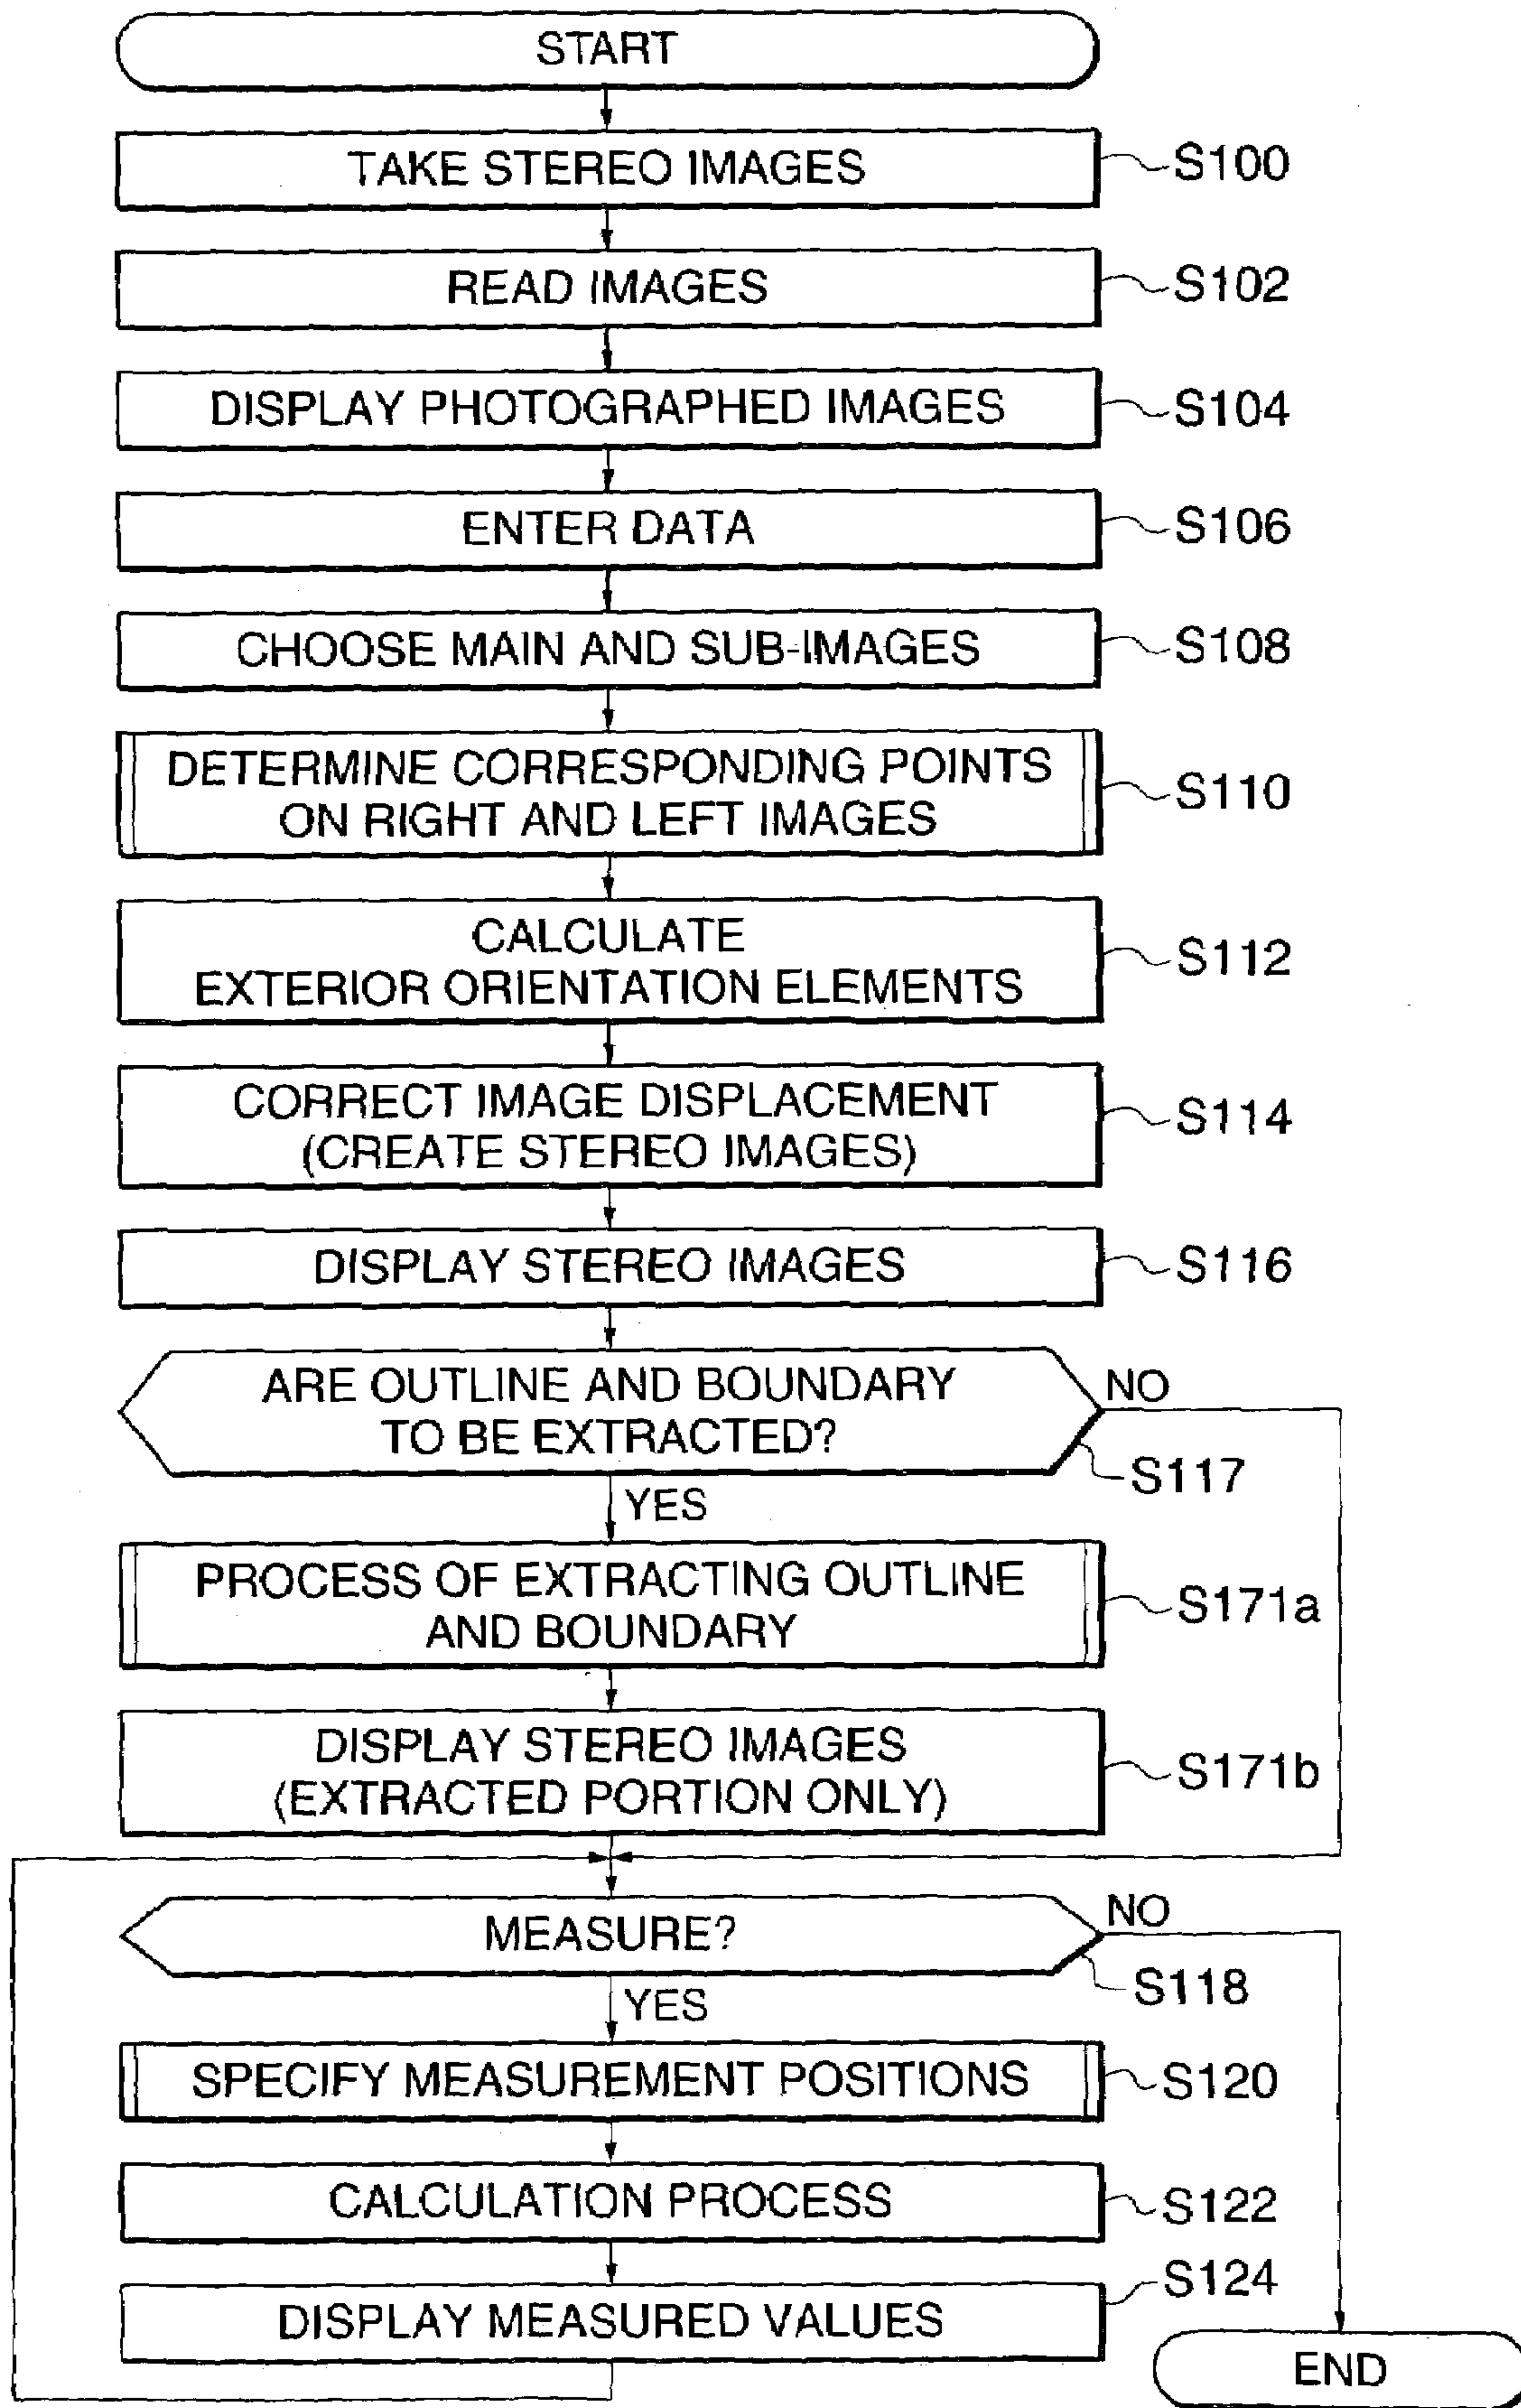 START
TAKE STEREO IMAGES
S100
READ IMAGES
S102
DISPLAY PHOTOGRAPHED IMAGES
S104
ENTER DATA
S106
CHOOSE MAIN AND SUB-IMAGES
S108
DETERMINE CORRESPONDING POINTS
ON RIGHT AND LEFT IMAGES
S110
CALCULATE
EXTERIOR ORIENTATION ELEMENTS
S112
CORRECT IMAGE DISPLACEMENT
(CREATE STEREO IMAGES)
S114
DISPLAY STEREO IMAGES
S116
ARE OUTLINE AND BOUNDARY
TO BE EXTRACTED?
NO
S117
YES
PROCESS OF EXTRACTING OUTLINE
AND BOUNDARY
S171a
DISPLAY STEREO IMAGES
(EXTRACTED PORTION ONLY)
S171b
MEASURE?
NO
S118
YES
SPECIFY MEASUREMENT POSITIONS
S120
CALCULATION PROCESS
S122
DISPLAY MEASURED VALUES
S124
END